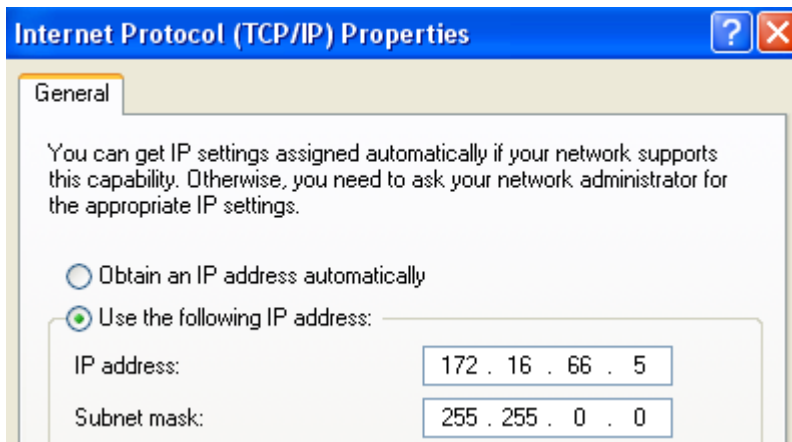 Internet Protocol (TCP/IP) Properties
General
You can get IP settings assigned automatically if your network supports
this capability. Otherwise, you need to ask your network administrator for
the appropriate IP settings.
Obtain an IP address automatically
Use the following IP address:
IP address: 172 . 16 . 66 . 5
Subnet mask: 255 . 255 . 0 . 0